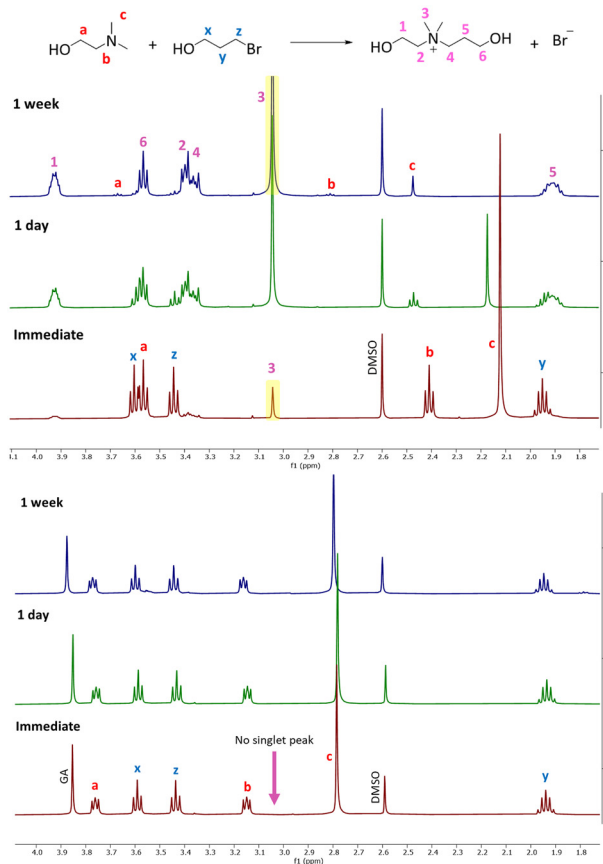 c
a
HO
N
b
+
x
z
HO
Br
y
1
3
5
HO
N
+
OH
2
4
6
+ Br⁻
1 week
3
1
6
2
4
a
b
c
5
1 day
Immediate
x
a
z
3
DMSO
b
c
y
4.1 4.0 3.9 3.8 3.7 3.6 3.5 3.4 3.3 3.2 3.1 3.0 2.9 2.8 2.7 2.6 2.5 2.4 2.3 2.2 2.1 2.0 1.9 1.8
f1 (ppm)
1 week
1 day
Immediate
No singlet peak
GA
a
x
z
b
c
DMSO
y
4.0 3.9 3.8 3.7 3.6 3.5 3.4 3.3 3.2 3.1 3.0 2.9 2.8 2.7 2.6 2.5 2.4 2.3 2.2 2.1 2.0 1.9 1.8
f1 (ppm)